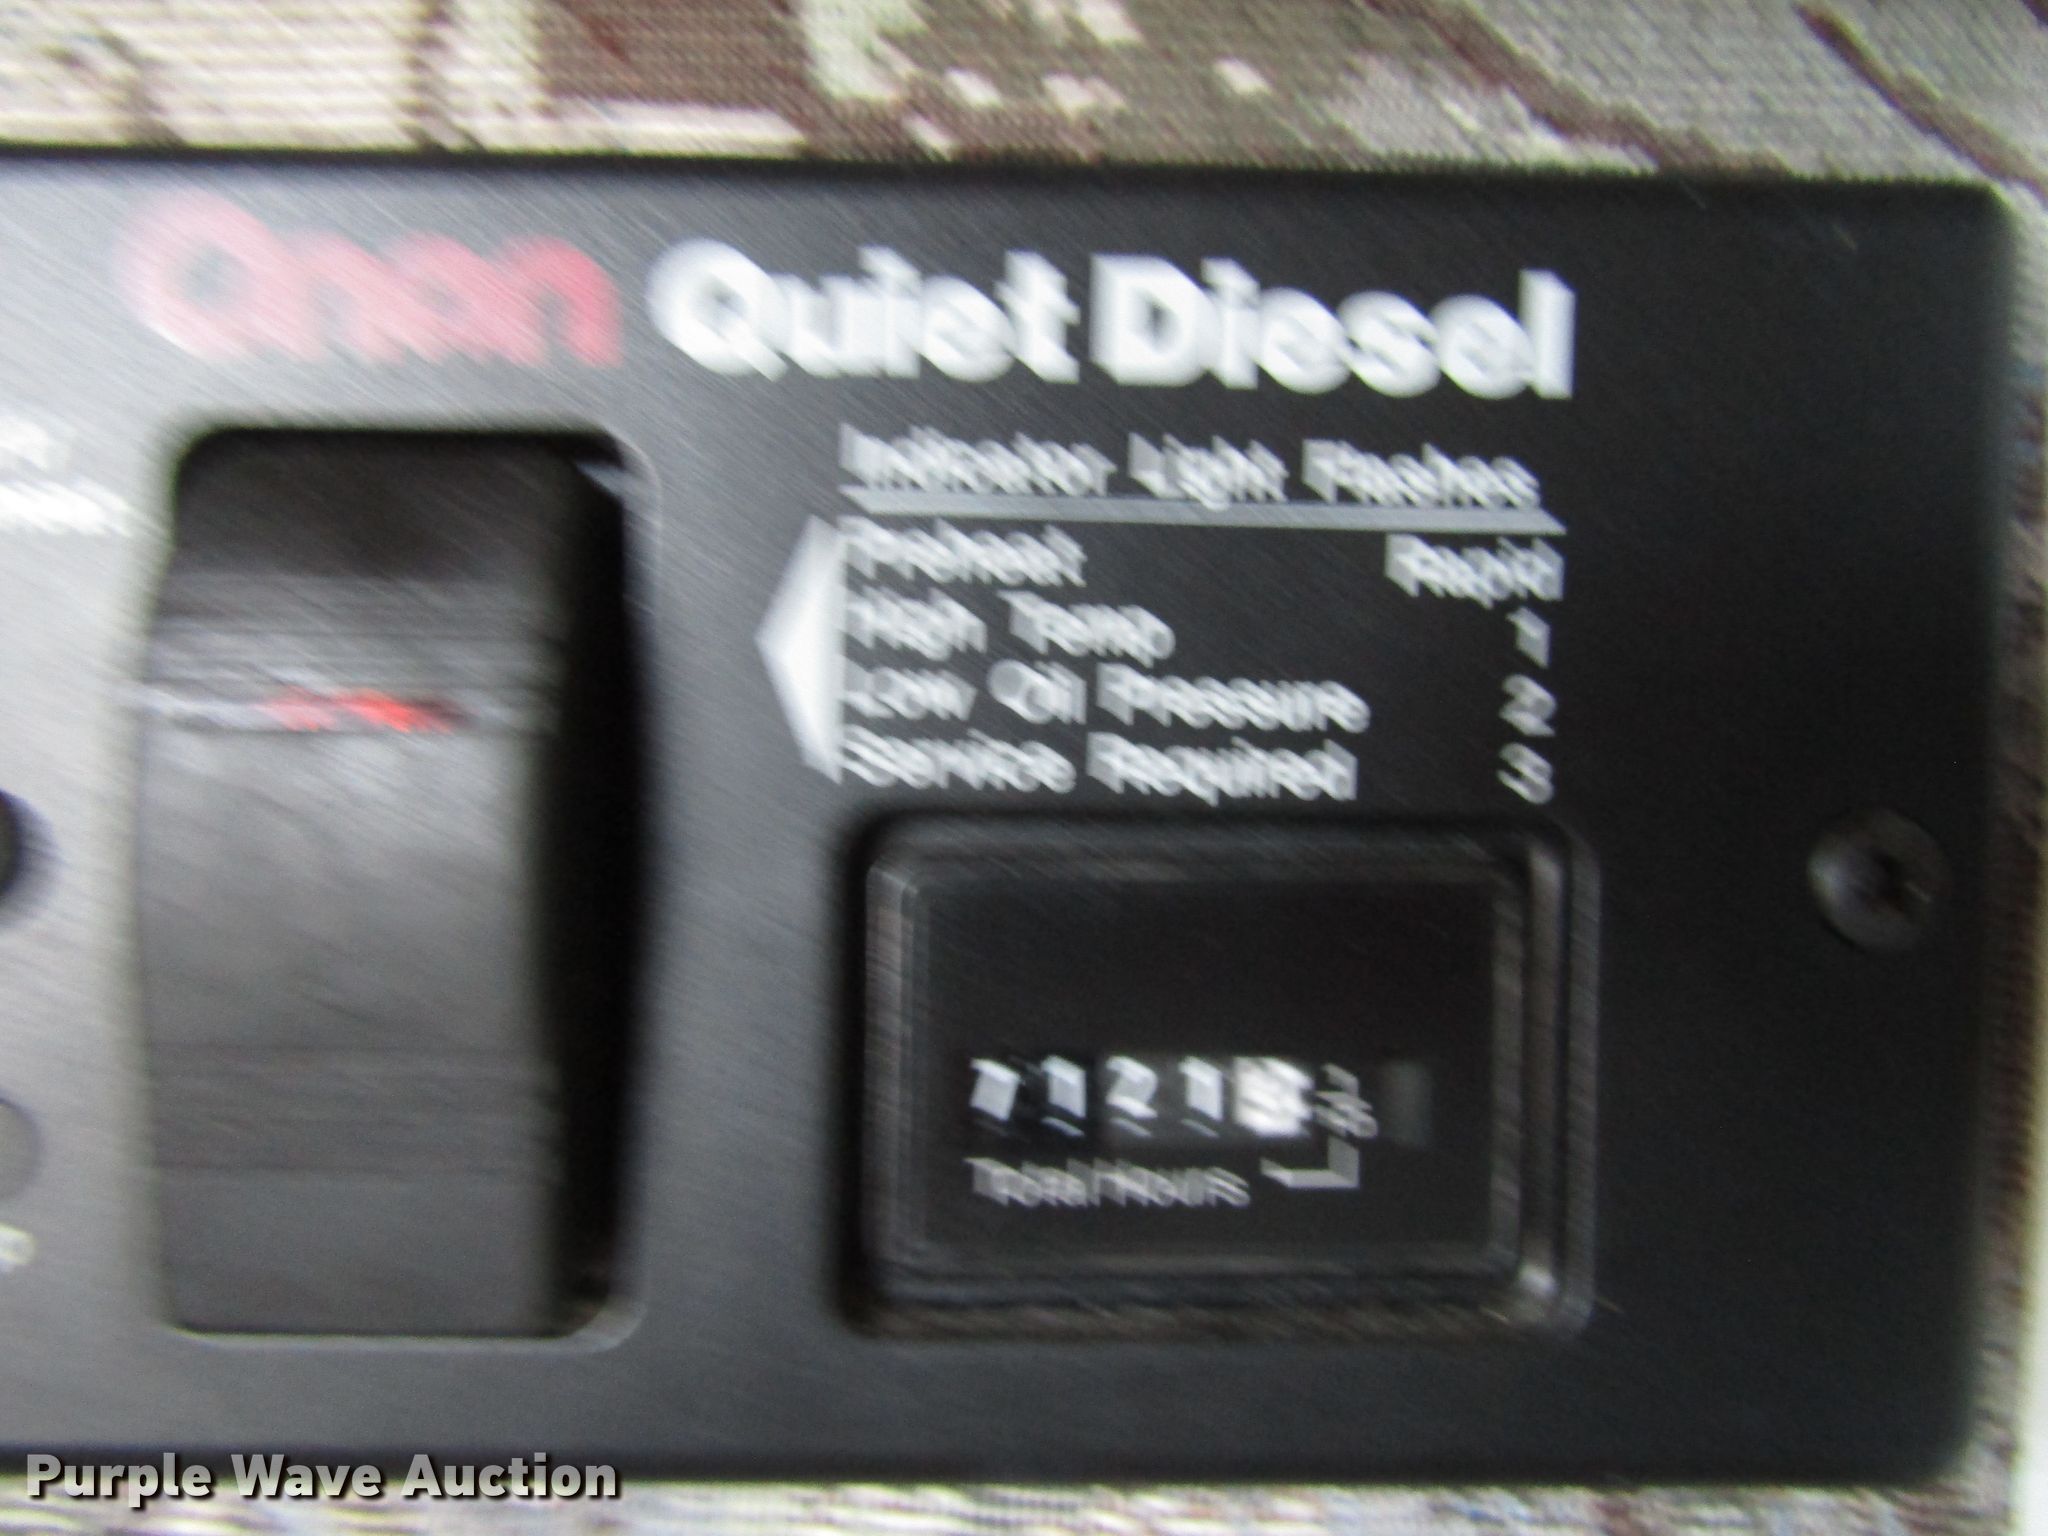 Onan Quiet Diesel
Indicator Light Flashes
Preheat Rapid
High Temp 1
Low Oil Pressure 2
Service Required 3
Total Hours
Purple Wave Auction